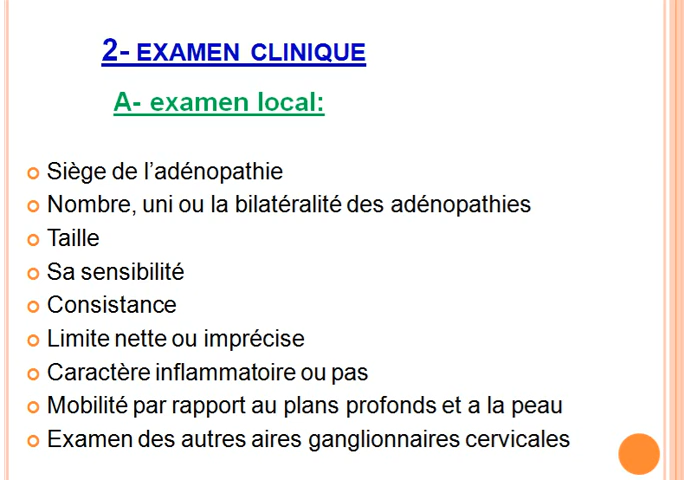 2- EXAMEN CLINIQUE
A- examen local:
Siège de l’adénopathie
Nombre, uni ou la bilatéralité des adénopathies
Taille
Sa sensibilité
Consistance
Limite nette ou imprécise
Caractère inflammatoire ou pas
Mobilité par rapport au plans profonds et a la peau
Examen des autres aires ganglionnaires cervicales